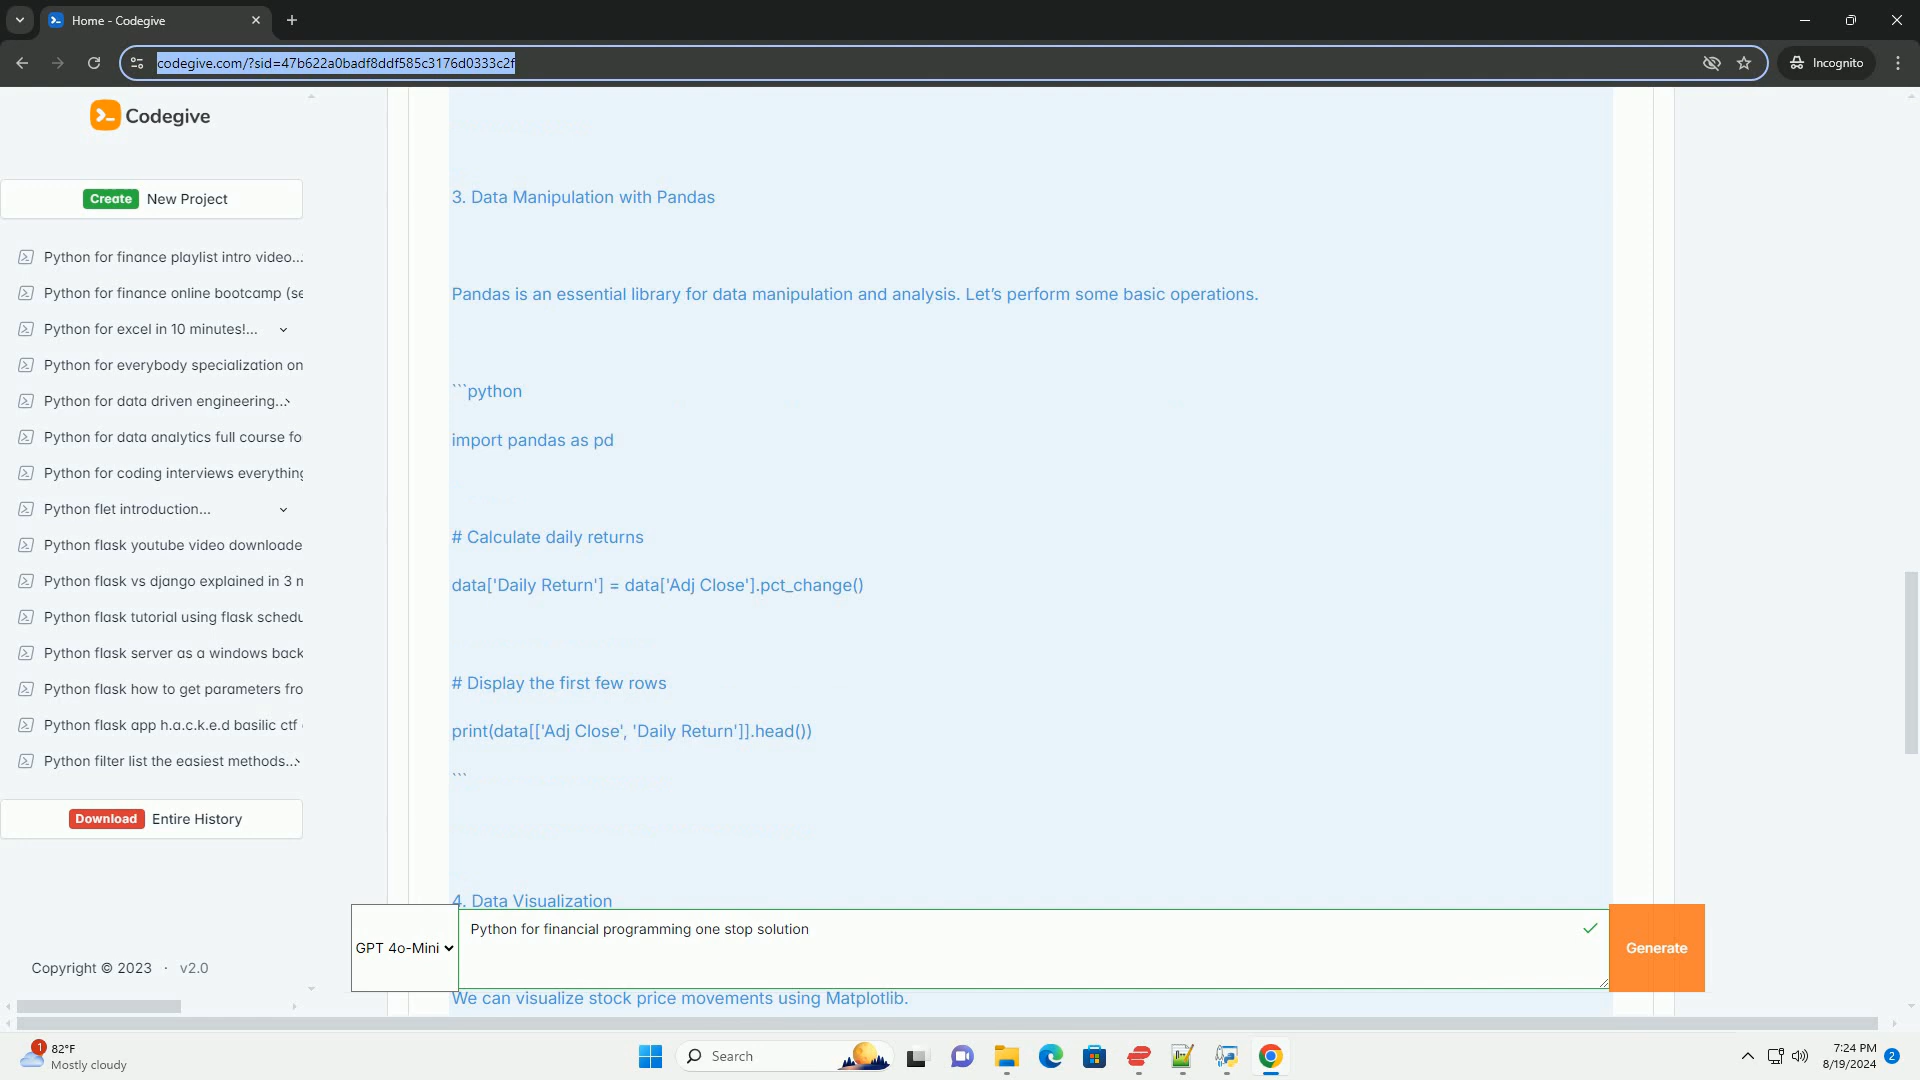 Home - Codegive
codegive.com/?sid=47b622a0badf8ddf585c3176d0333c2f
Incognito
Codegive
Create New Project
Python for finance playlist intro video...
Python for finance online bootcamp (se
Python for excel in 10 minutes!...
Python for everybody specialization on
Python for data driven engineering...
Python for data analytics full course fo
Python for coding interviews everything
Python flet introduction...
Python flask youtube video downloade
Python flask vs django explained in 3 m
Python flask tutorial using flask schedu
Python flask server as a windows back
Python flask how to get parameters fro
Python flask app h.a.c.k.e.d basilic ctf
Python filter list the easiest methods...
Download Entire History
Copyright © 2023 · v2.0
3. Data Manipulation with Pandas
Pandas is an essential library for data manipulation and analysis. Let’s perform some basic operations.
```python
import pandas as pd
# Calculate daily returns
data['Daily Return'] = data['Adj Close'].pct_change()
# Display the first few rows
print(data[['Adj Close', 'Daily Return']].head())
```
4. Data Visualization
GPT 4o-Mini
Python for financial programming one stop solution
Generate
We can visualize stock price movements using Matplotlib.
1
82°F
Mostly cloudy
Search
7:24 PM
8/19/2024
2